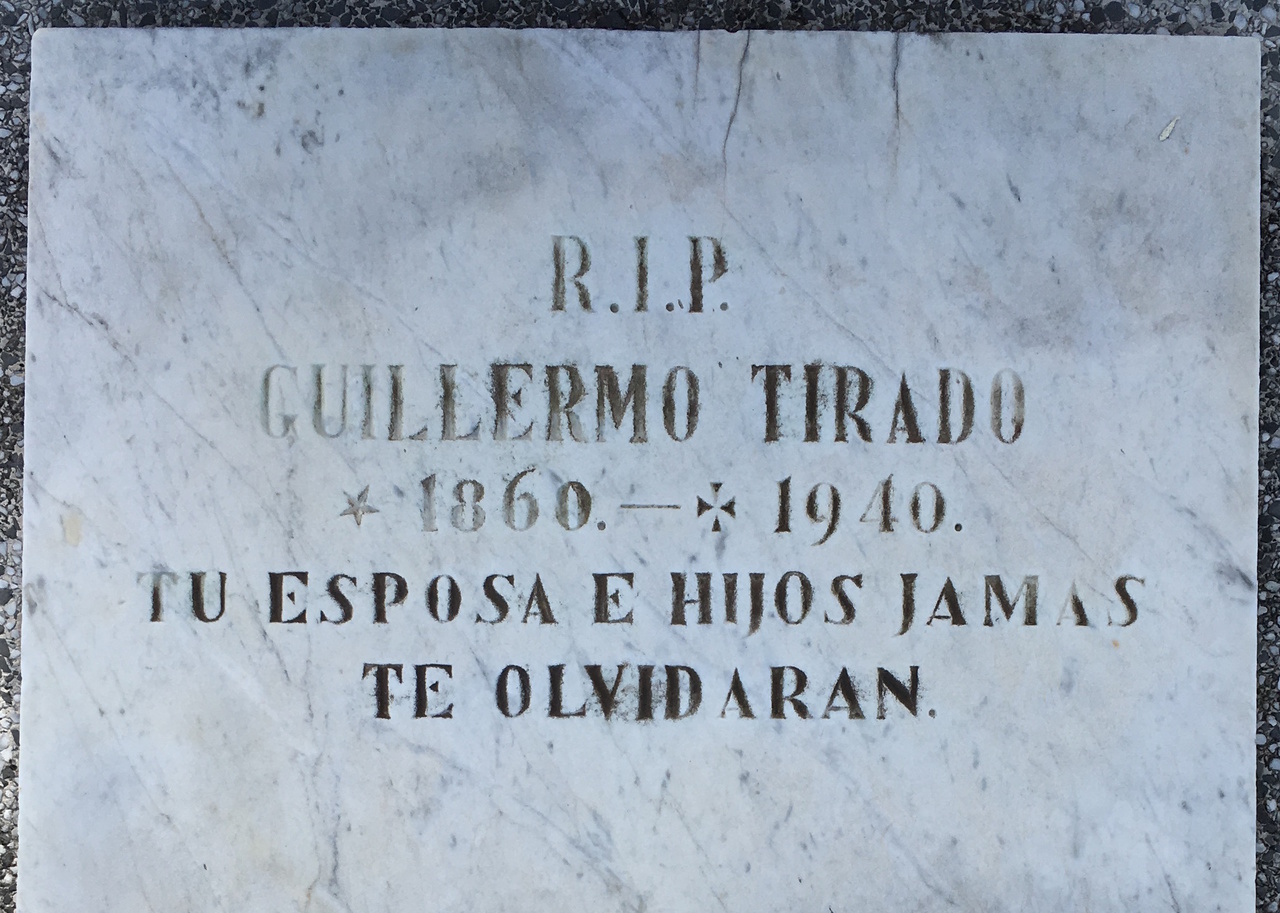 R.I.P.
GUILLERMO TIRADO
★ 1860.—✠ 1940.
TU ESPOSA E HIJOS JAMAS
TE OLVIDARAN.